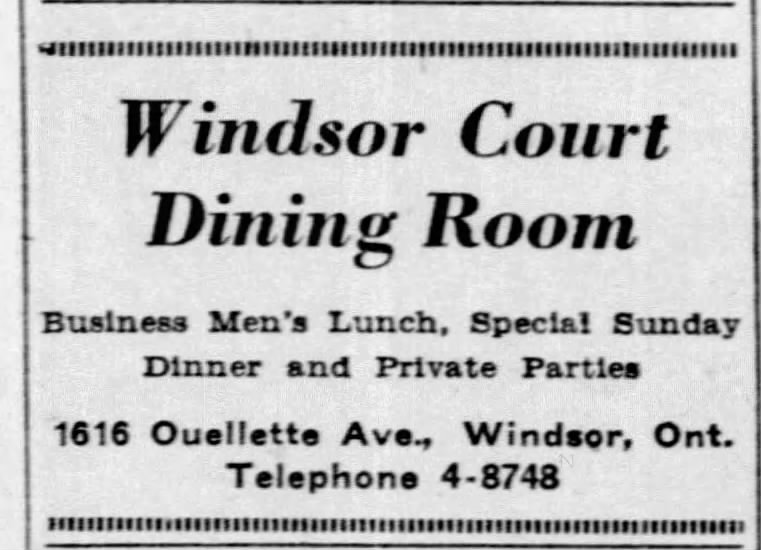 Windsor Court
Dining Room
Business Men's Lunch, Special Sunday
Dinner and Private Parties
1616 Ouellette Ave., Windsor, Ont.
Telephone 4-8748